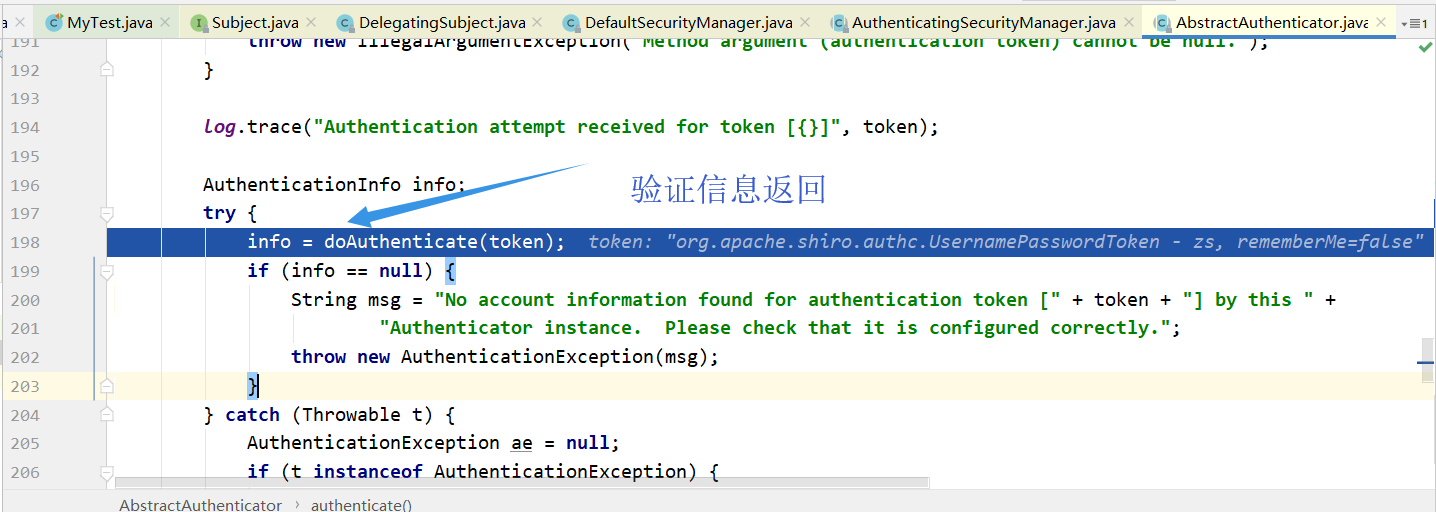 MyTest.java Subject.java DelegatingSubject.java DefaultSecurityManager.java AuthenticatingSecurityManager.java AbstractAuthenticator.java 1
191 throw new IllegalArgumentException("Method argument (authentication token) cannot be null.");
192 }
193
194 log.trace("Authentication attempt received for token [{}]", token);
195
196 AuthenticationInfo info;
验证信息返回
197 try {
198 info = doAuthenticate(token); token: "org.apache.shiro.authc.UsernamePasswordToken - zs, rememberMe=false"
199 if (info == null) {
200 String msg = "No account information found for authentication token [" + token + "] by this " +
201 "Authenticator instance.  Please check that it is configured correctly.";
202 throw new AuthenticationException(msg);
203 }
204 } catch (Throwable t) {
205 AuthenticationException ae = null;
206 if (t instanceof AuthenticationException) {
AbstractAuthenticator › authenticate()